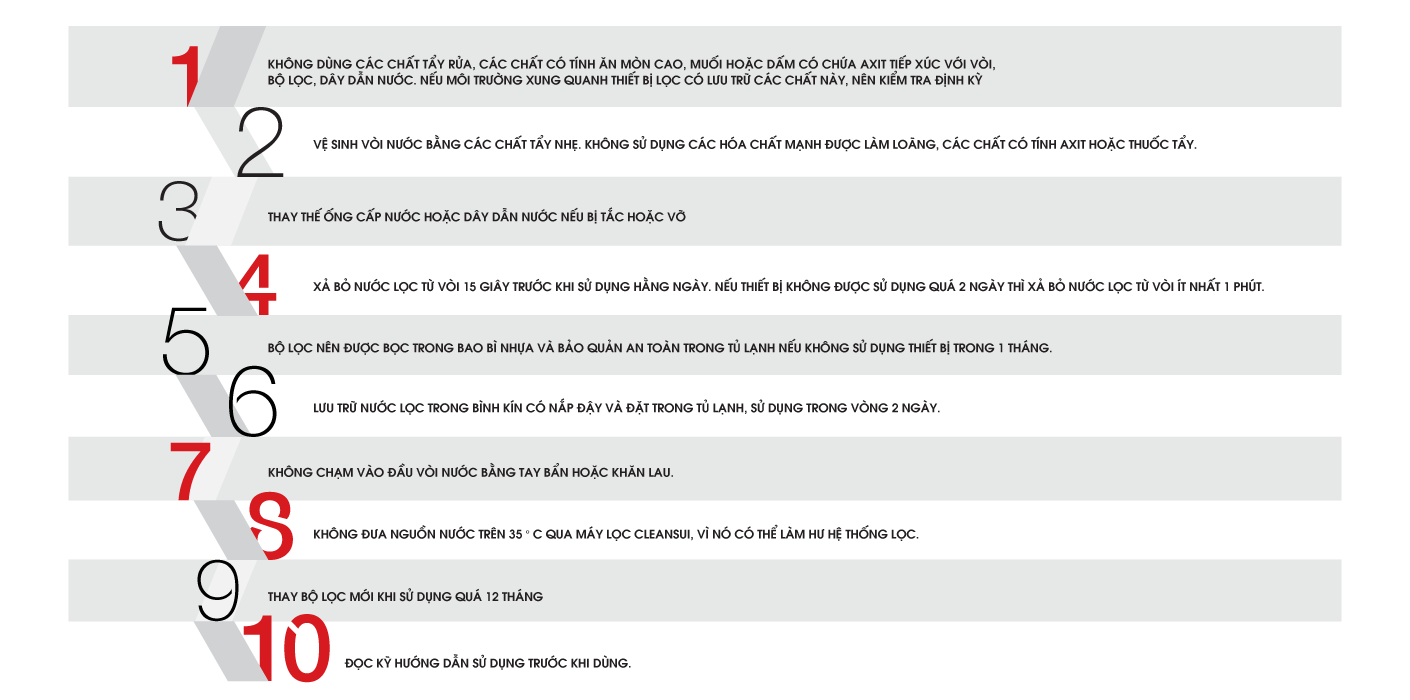 1
KHÔNG DÙNG CÁC CHẤT TẨY RỬA, CÁC CHẤT CÓ TÍNH ĂN MÒN CAO, MUỐI HOẶC DẤM CÓ CHỨA AXIT TIẾP XÚC VỚI VÒI,
BỘ LỌC, DÂY DẪN NƯỚC. NẾU MÔI TRƯỜNG XUNG QUANH THIẾT BỊ LỌC CÓ LƯU TRỮ CÁC CHẤT NÀY, NÊN KIỂM TRA ĐỊNH KỲ
2
VỆ SINH VÒI NƯỚC BẰNG CÁC CHẤT TẨY NHẸ. KHÔNG SỬ DỤNG CÁC HÓA CHẤT MẠNH ĐƯỢC LÀM LOÃNG, CÁC CHẤT CÓ TÍNH AXIT HOẶC THUỐC TẨY.
3
THAY THẾ ỐNG CẤP NƯỚC HOẶC DÂY DẪN NƯỚC NẾU BỊ TẮC HOẶC VỠ
4
XẢ BỎ NƯỚC LỌC TỪ VÒI 15 GIÂY TRƯỚC KHI SỬ DỤNG HẰNG NGÀY. NẾU THIẾT BỊ KHÔNG ĐƯỢC SỬ DỤNG QUÁ 2 NGÀY THÌ XẢ BỎ NƯỚC LỌC TỪ VÒI ÍT NHẤT 1 PHÚT.
5
BỘ LỌC NÊN ĐƯỢC BỌC TRONG BAO BÌ NHỰA VÀ BẢO QUẢN AN TOÀN TRONG TỦ LẠNH NẾU KHÔNG SỬ DỤNG THIẾT BỊ TRONG 1 THÁNG.
6
LƯU TRỮ NƯỚC LỌC TRONG BÌNH KÍN CÓ NẮP ĐẬY VÀ ĐẶT TRONG TỦ LẠNH, SỬ DỤNG TRONG VÒNG 2 NGÀY.
7
KHÔNG CHẠM VÀO ĐẦU VÒI NƯỚC BẰNG TAY BẨN HOẶC KHĂN LAU.
8
KHÔNG ĐƯA NGUỒN NƯỚC TRÊN 35 ° C QUA MÁY LỌC CLEANSUI, VÌ NÓ CÓ THỂ LÀM HƯ HỆ THỐNG LỌC.
9
THAY BỘ LỌC MỚI KHI SỬ DỤNG QUÁ 12 THÁNG
10
ĐỌC KỸ HƯỚNG DẪN SỬ DỤNG TRƯỚC KHI DÙNG.